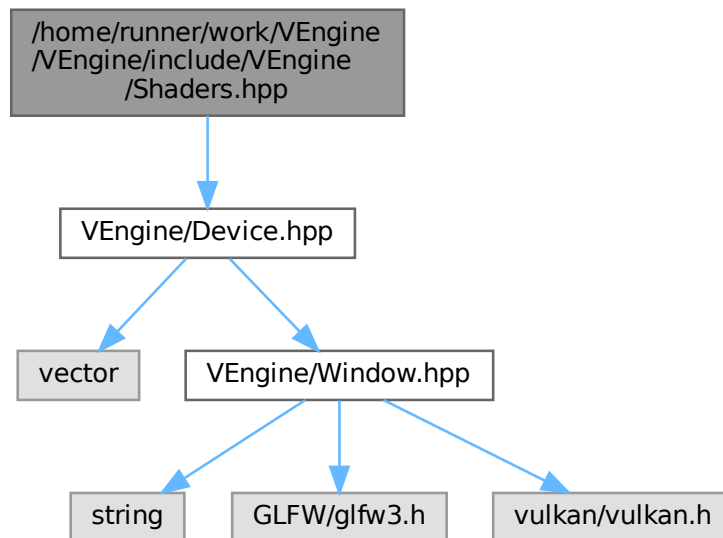 /home/runner/work/VEngine
/VEngine/include/VEngine
/Shaders.hpp
VEngine/Device.hpp
vector
VEngine/Window.hpp
string
GLFW/glfw3.h
vulkan/vulkan.h